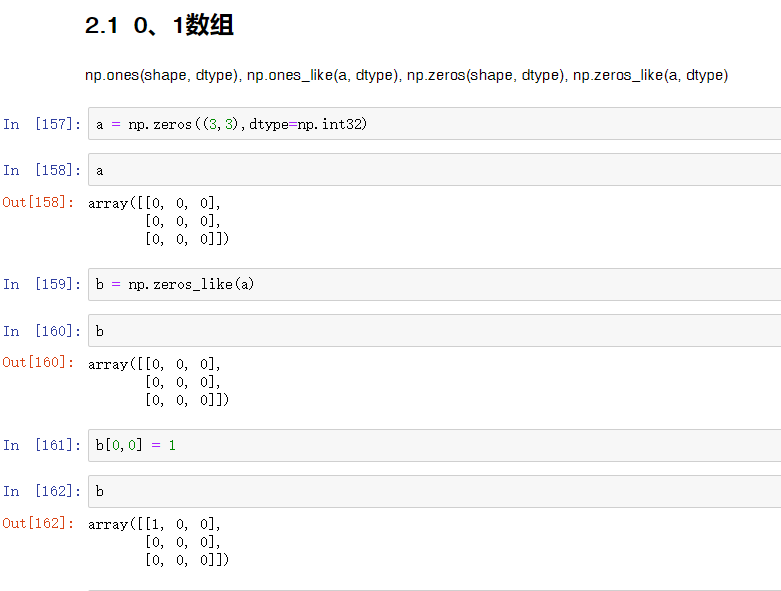 2.1 0、1数组
np.ones(shape, dtype), np.ones_like(a, dtype), np.zeros(shape, dtype), np.zeros_like(a, dtype)
In [157]: a = np.zeros((3,3),dtype=np.int32)
In [158]: a
Out[158]: array([[0, 0, 0],
[0, 0, 0],
[0, 0, 0]])
In [159]: b = np.zeros_like(a)
In [160]: b
Out[160]: array([[0, 0, 0],
[0, 0, 0],
[0, 0, 0]])
In [161]: b[0,0] = 1
In [162]: b
Out[162]: array([[1, 0, 0],
[0, 0, 0],
[0, 0, 0]])